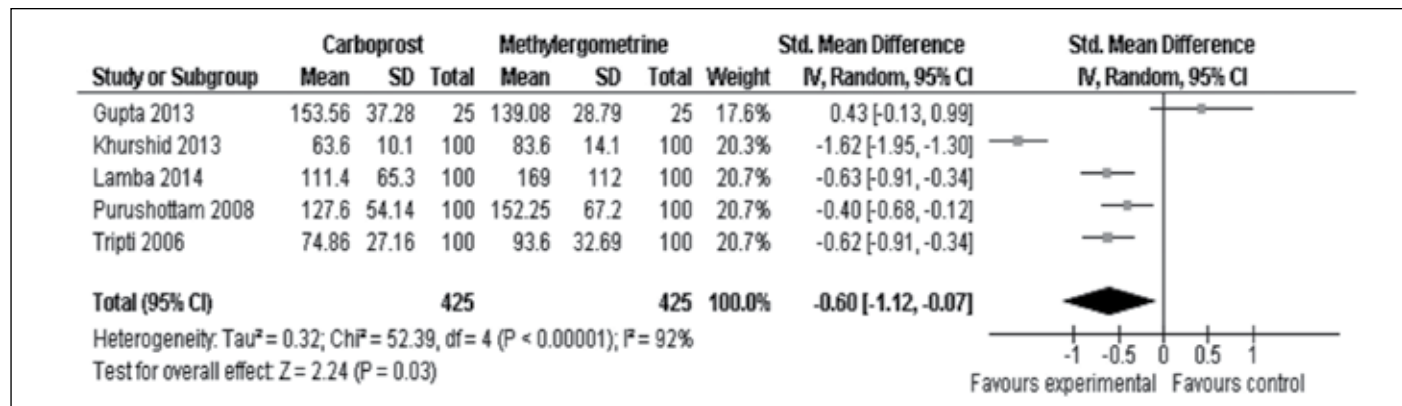 Carboprost Methylergometrine Std. Mean Difference Std. Mean Difference
Study or Subgroup Mean SD Total Mean SD Total Weight IV, Random, 95% CI IV, Random, 95% CI
Gupta 2013 153.56 37.28 25 139.08 28.79 25 17.6% 0.43 [-0.13, 0.99]
Khurshid 2013 63.6 10.1 100 83.6 14.1 100 20.3% -1.62 [-1.95, -1.30]
Lamba 2014 111.4 65.3 100 169 112 100 20.7% -0.63 [-0.91, -0.34]
Purushottam 2008 127.6 54.14 100 152.25 67.2 100 20.7% -0.40 [-0.68, -0.12]
Tripti 2006 74.86 27.16 100 93.6 32.69 100 20.7% -0.62 [-0.91, -0.34]
Total (95% CI) 425 425 100.0% -0.60 [-1.12, -0.07]
Heterogeneity: Tau² = 0.32; Chi² = 52.39, df = 4 (P < 0.00001); I² = 92%
Test for overall effect: Z = 2.24 (P = 0.03)
-1 -0.5 0 0.5 1
Favours experimental Favours control